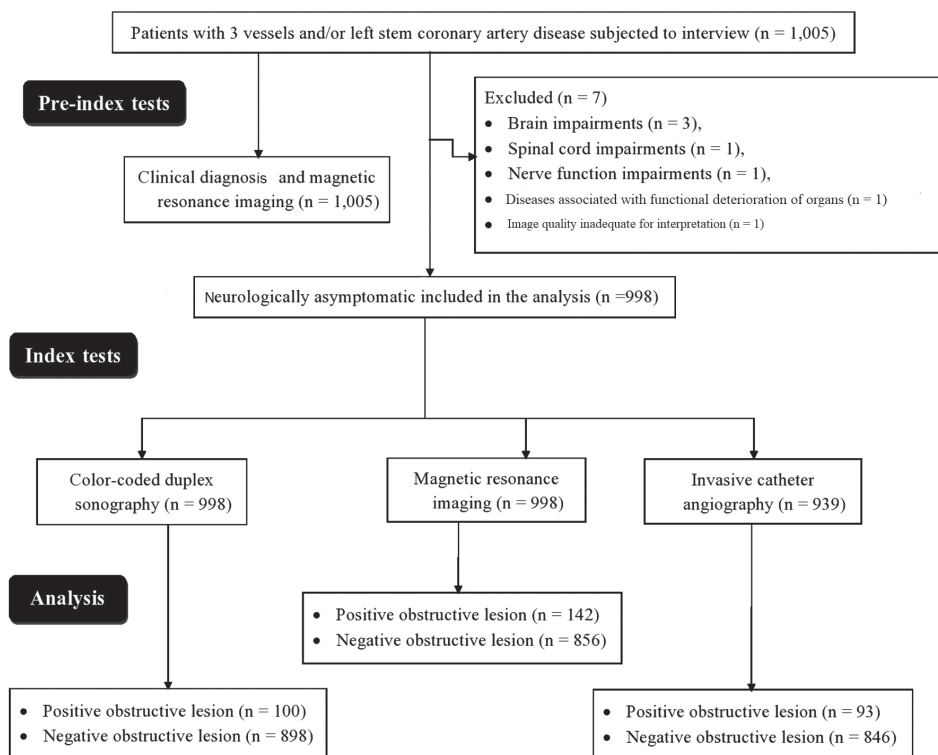 Patients with 3 vessels and/or left stem coronary artery disease subjected to interview (n = 1,005)
Pre-index tests
Excluded (n = 7)
• Brain impairments (n = 3),
• Spinal cord impairments (n = 1),
• Nerve function impairments (n = 1),
• Diseases associated with functional deterioration of organs (n = 1)
• Image quality inadequate for interpretation (n = 1)
Clinical diagnosis and magnetic
resonance imaging (n = 1,005)
Neurologically asymptomatic included in the analysis (n =998)
Index tests
Color-coded duplex
sonography (n = 998)
Magnetic resonance
imaging (n = 998)
Invasive catheter
angiography (n = 939)
Analysis
• Positive obstructive lesion (n = 142)
• Negative obstructive lesion (n = 856)
• Positive obstructive lesion (n = 100)
• Negative obstructive lesion (n = 898)
• Positive obstructive lesion (n = 93)
• Negative obstructive lesion (n = 846)